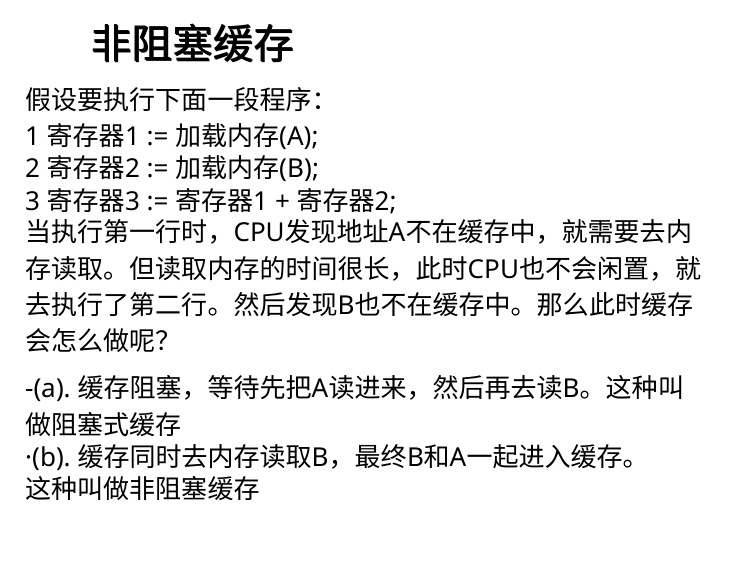 非阻塞缓存
假设要执行下面一段程序：
1 寄存器1 := 加载内存(A);
2 寄存器2 := 加载内存(B);
3 寄存器3 := 寄存器1 + 寄存器2;
当执行第一行时，CPU发现地址A不在缓存中，就需要去内
存读取。但读取内存的时间很长，此时CPU也不会闲置，就
去执行了第二行。然后发现B也不在缓存中。那么此时缓存
会怎么做呢？
-(a). 缓存阻塞，等待先把A读进来，然后再去读B。这种叫
做阻塞式缓存
·(b). 缓存同时去内存读取B，最终B和A一起进入缓存。
这种叫做非阻塞缓存